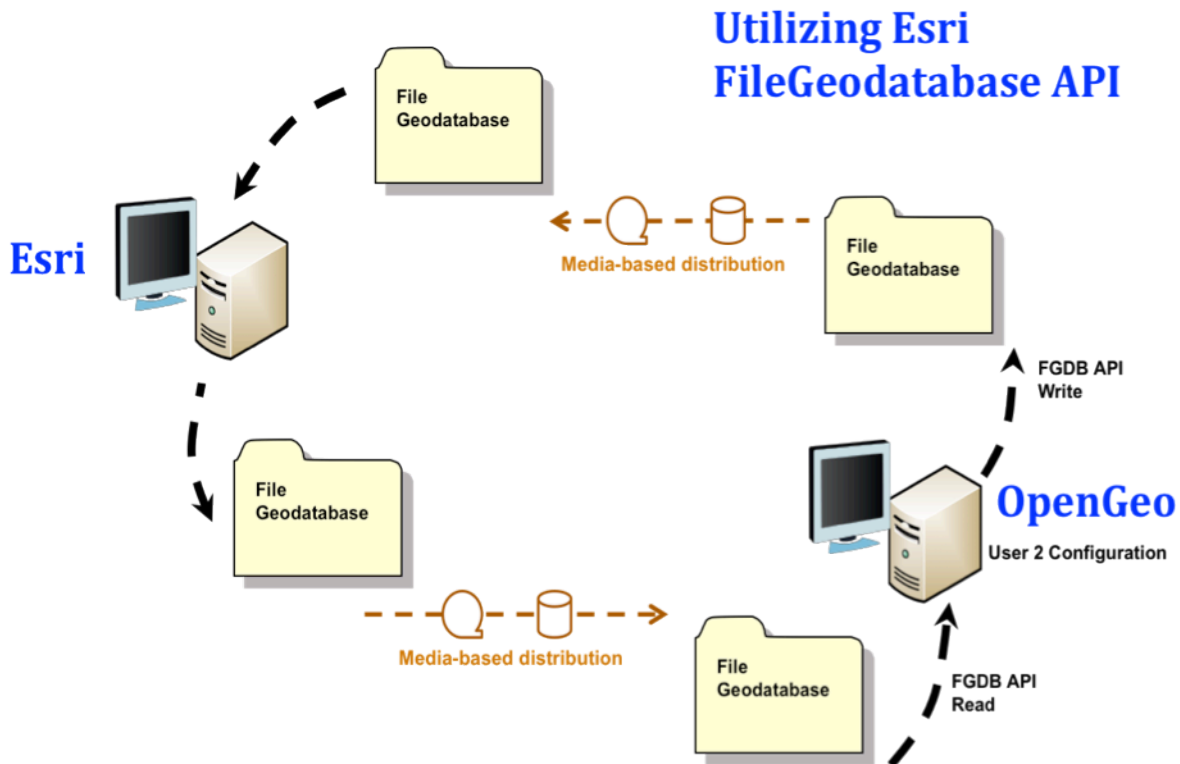 Utilizing Esri
FileGeodatabase API
File
Geodatabase
File
Geodatabase
Media-based distribution
Esri
FGDB API
Write
File
Geodatabase
OpenGeo
User 2 Configuration
Media-based distribution
File
Geodatabase
FGDB API
Read